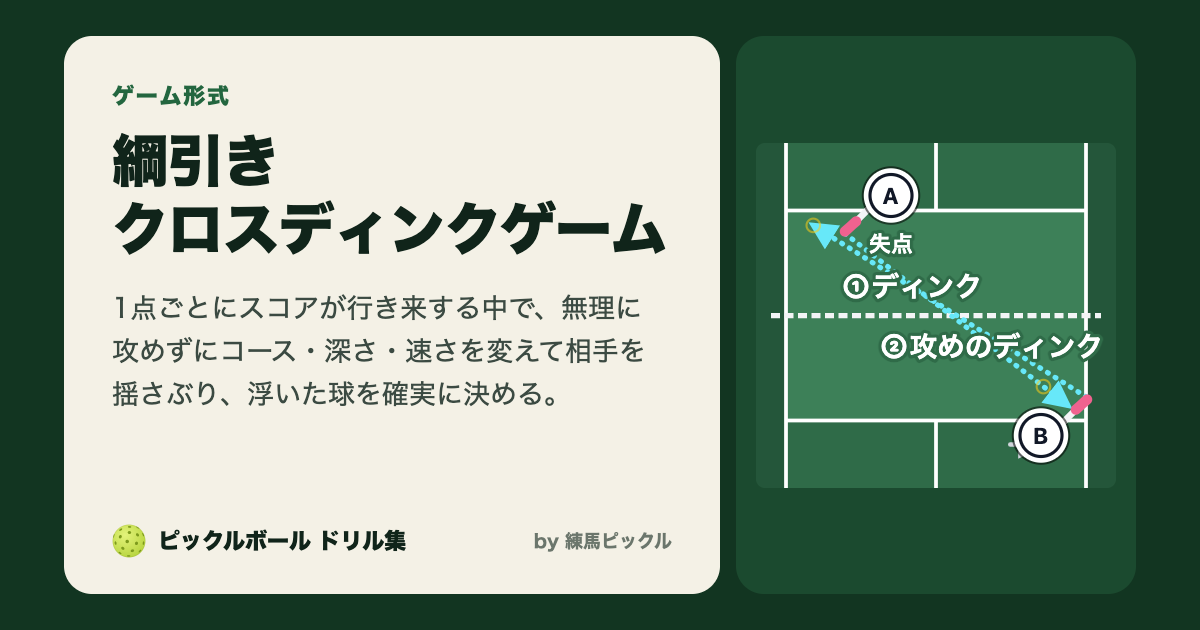 ゲーム形式
綱引き
クロスディンクゲーム
1点ごとにスコアが行き来する中で、無理に
攻めずにコース・深さ・速さを変えて相手を
揺さぶり、浮いた球を確実に決める。
ピックルボール ドリル集
by 練馬ピックル
A
失点
①ディンク
②攻めのディンク
B